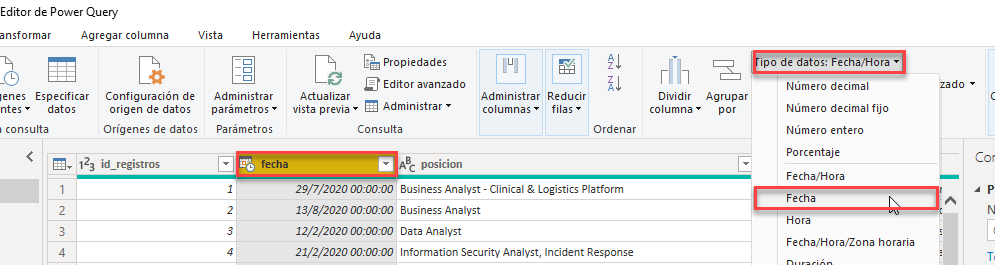 Editor de Power Query
ransformar Agregar columna Vista Herramientas Ayuda
Propiedades
Editor avanzado
Administrar
genes
entes
Especificar
datos
Configuración de
origen de datos
Administrar
parámetros
Actualizar
vista previa
Administrar
columnas
Reducir
filas
Dividir
columna
Agrupar
por
Tipo de datos: Fecha/Hora
zado
n consulta Orígenes de datos Parámetros Consulta Ordenar
Número decimal
Número decimal fijo
Número entero
Porcentaje
Fecha/Hora
Fecha
Hora
Fecha/Hora/Zona horaria
Duración
id_registros fecha posicion
1 1 29/7/2020 00:00:00 Business Analyst - Clinical & Logistics Platform
2 2 13/8/2020 00:00:00 Business Analyst
3 3 12/2/2020 00:00:00 Data Analyst
4 4 21/2/2020 00:00:00 Information Security Analyst, Incident Response